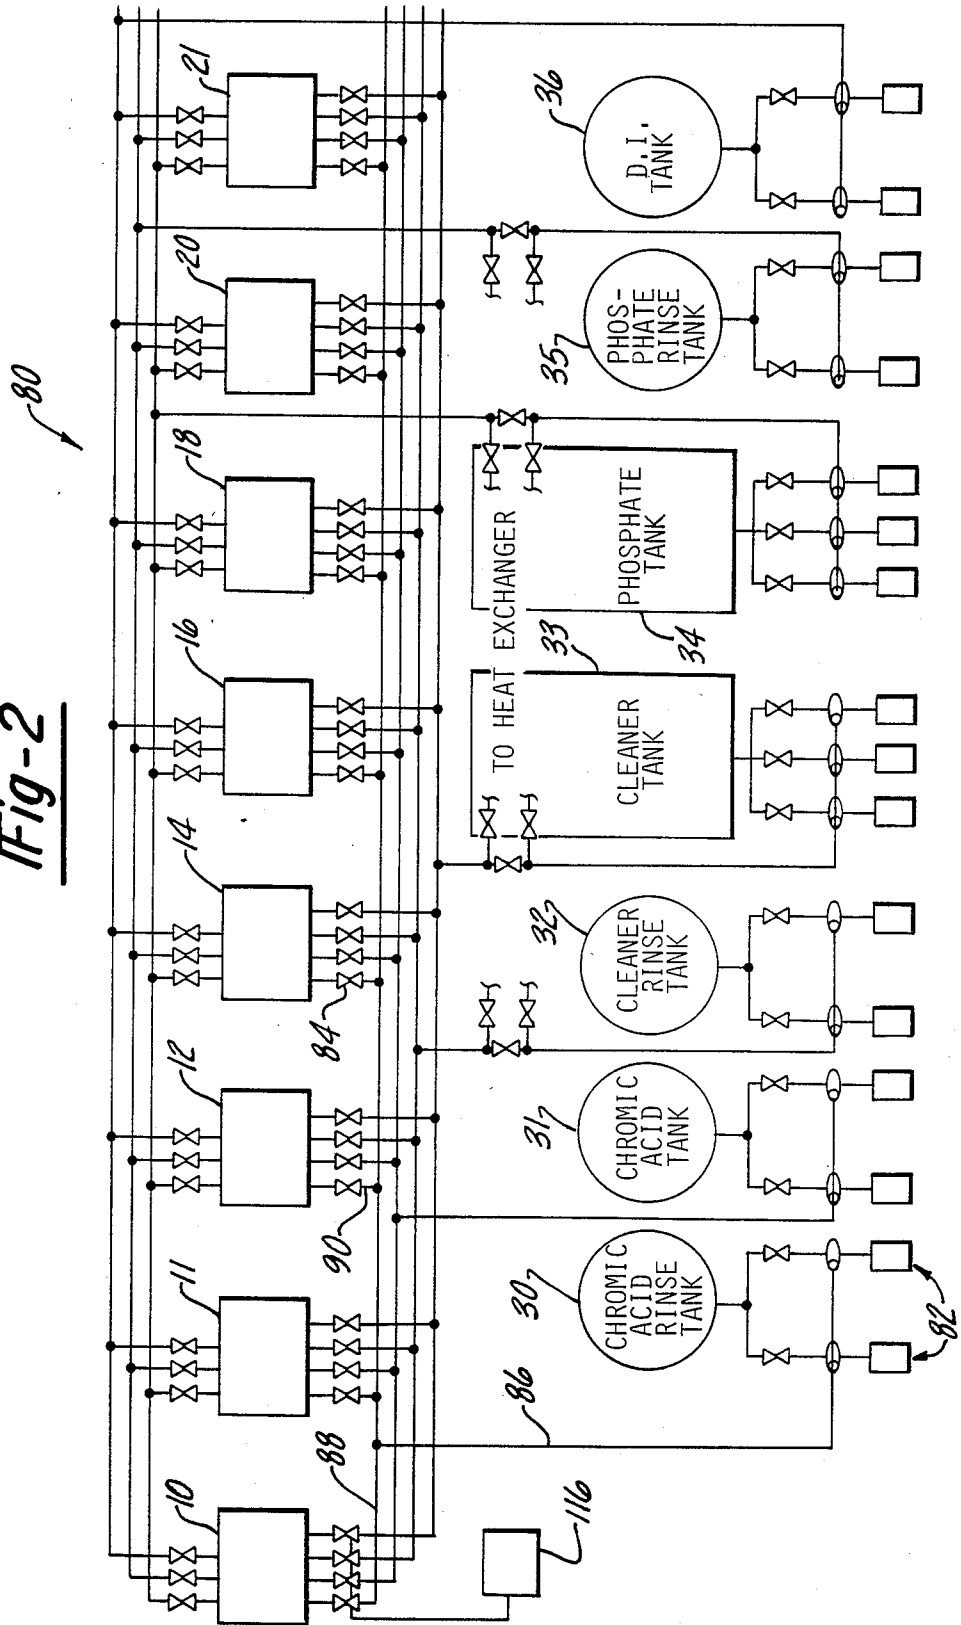 Fig-2
80
10
11
12
14
16
18
20
21
88
90
84
86
116
TO HEAT EXCHANGER
30
CHROMIC
ACID
RINSE
TANK
31
CHROMIC
ACID
TANK
32
CLEANER
RINSE
TANK
33
CLEANER
TANK
34
PHOSPHATE
TANK
35
PHOS-
PHATE
RINSE
TANK
36
D.I.
TANK
82